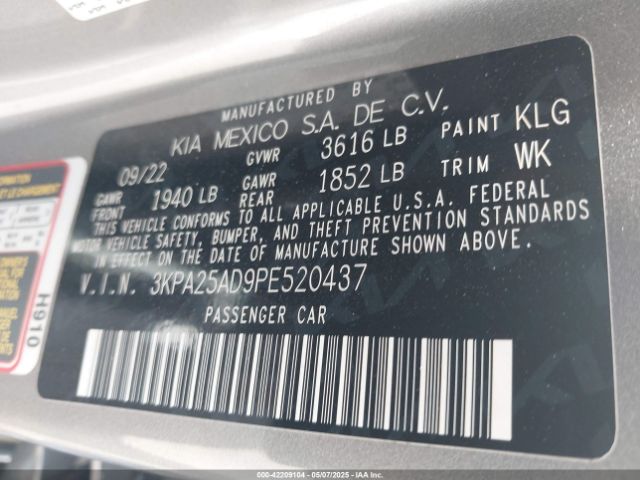 MANUFACTURED BY
KIA MEXICO S.A. DE C.V.
09/22 GVWR 3616 LB PAINT KLG
GAWR FRONT 1940 LB GAWR REAR 1852 LB TRIM WK
THIS VEHICLE CONFORMS TO ALL APPLICABLE U.S.A. FEDERAL
MOTOR VEHICLE SAFETY, BUMPER, AND THEFT PREVENTION STANDARDS
IN EFFECT ON THE DATE OF MANUFACTURE SHOWN ABOVE.
V.I.N. 3KPA25AD9PE520437
PASSENGER CAR
H910
000-42209104 | 05/07/2025 - IAA Inc.